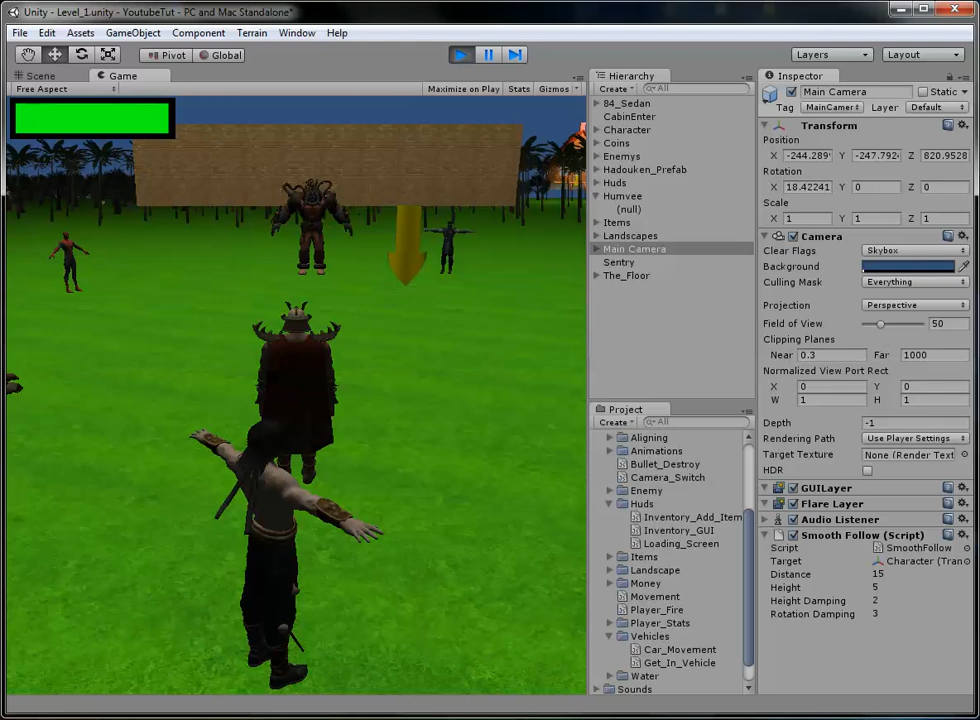 Unity - Level_1.unity - YoutubeTut - PC and Mac Standalone*
File Edit Assets GameObject Component Terrain Window Help
Pivot Global Layers Layout
Scene Game
Free Aspect Maximize on Play Stats Gizmos
Hierarchy
Create All
84_Sedan
CabinEnter
Character
Coins
Enemys
Hadouken_Prefab
Huds
Humvee
(null)
Items
Landscapes
Main Camera
Sentry
The_Floor
Project
Create All
Aligning
Animations
Bullet_Destroy
Camera_Switch
Enemy
Huds
Inventory_Add_Item
Inventory_GUI
Loading_Screen
Items
Landscape
Money
Movement
Player_Fire
Player_Stats
Vehicles
Car_Movement
Get_In_Vehicle
Water
Sounds
Inspector
Main Camera Static
Tag MainCamer Layer Default
Transform
Position
X -244.289 Y -247.792 Z 820.9528
Rotation
X 18.42241 Y 0 Z 0
Scale
X 1 Y 1 Z 1
Camera
Clear Flags Skybox
Background
Culling Mask Everything
Projection Perspective
Field of View 50
Clipping Planes
Near 0.3 Far 1000
Normalized View Port Rect
X 0 Y 0
W 1 H 1
Depth -1
Rendering Path Use Player Settings
Target Texture None (Render Text
HDR
GUILayer
Flare Layer
Audio Listener
Smooth Follow (Script)
Script SmoothFollow
Target Character (Tran
Distance 15
Height 5
Height Damping 2
Rotation Damping 3